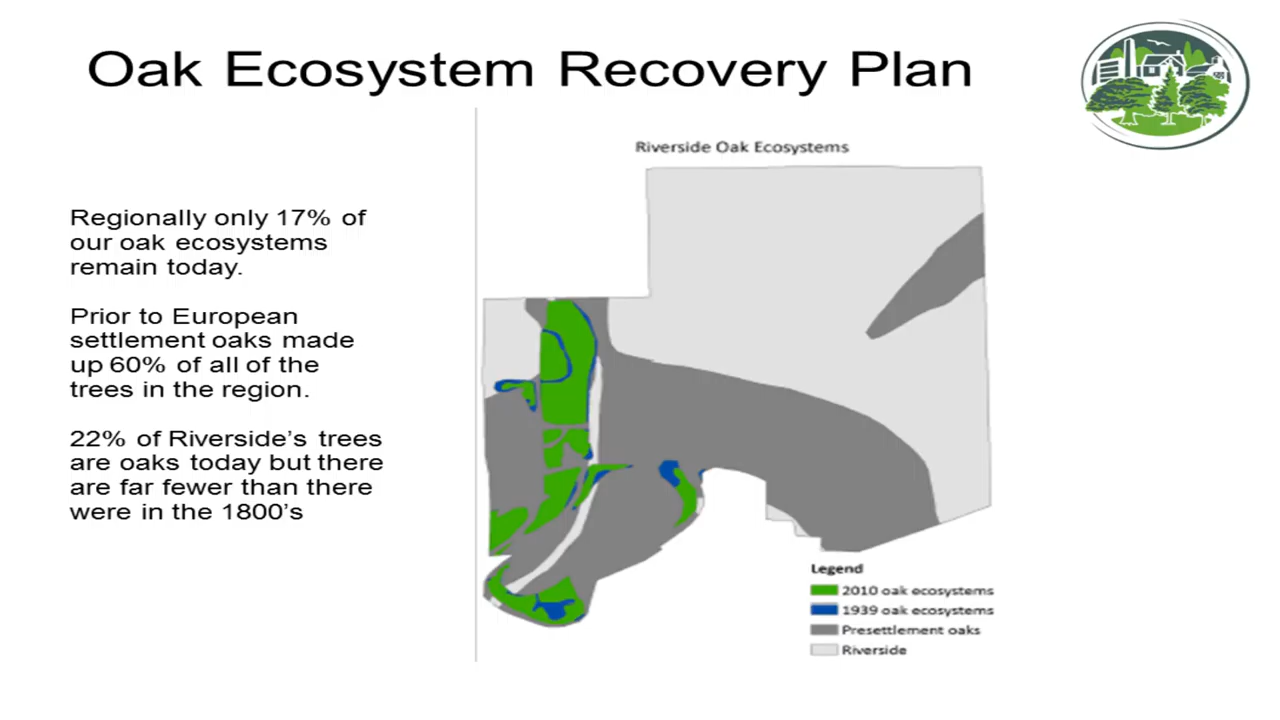 Oak Ecosystem Recovery Plan
Riverside Oak Ecosystems
Regionally only 17% of
our oak ecosystems
remain today.
Prior to European
settlement oaks made
up 60% of all of the
trees in the region.
22% of Riverside’s trees
are oaks today but there
are far fewer than there
were in the 1800’s
Legend
2010 oak ecosystems
1939 oak ecosystems
Presettlement oaks
Riverside